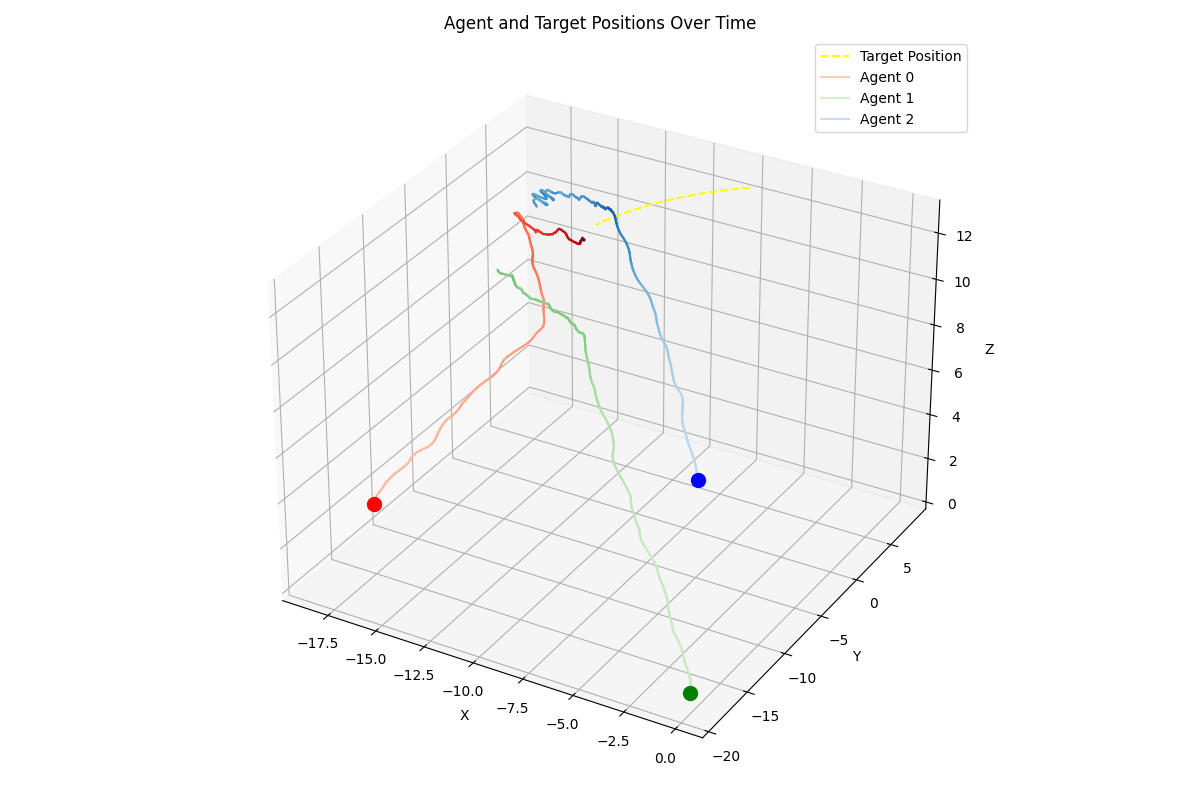 Agent and Target Positions Over Time
Target Position
Agent 0
Agent 1
Agent 2
12
10
8
6
4
2
0
Z
5
0
−5
−10
−15
−20
Y
−17.5
−15.0
−12.5
−10.0
−7.5
−5.0
−2.5
0.0
X